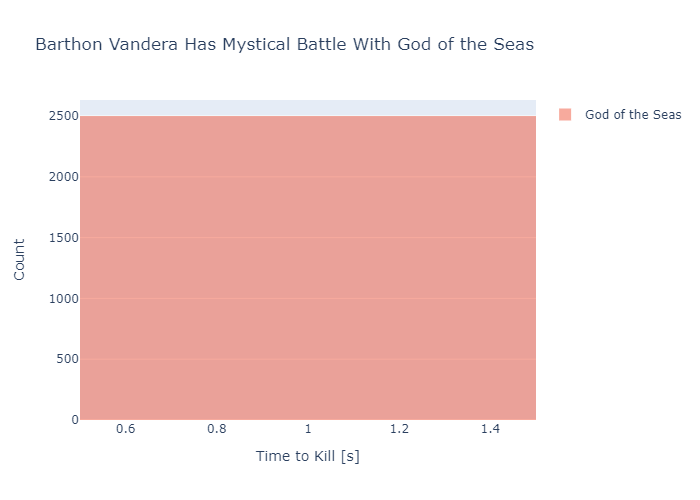 Barthon Vandera Has Mystical Battle With God of the Seas
2500
2000
1500
1000
500
0
Count
0.6 0.8 1 1.2 1.4
Time to Kill [s]
God of the Seas